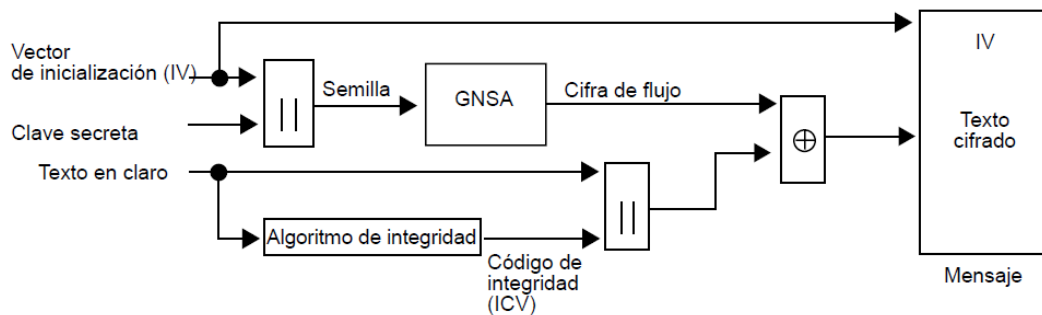 Vector
de inicialización (IV)
Clave secreta
Texto en claro
||
Semilla
GNSA
Cifra de flujo
Algoritmo de integridad
Código de
integridad
(ICV)
||
⊕
IV
Texto
cifrado
Mensaje